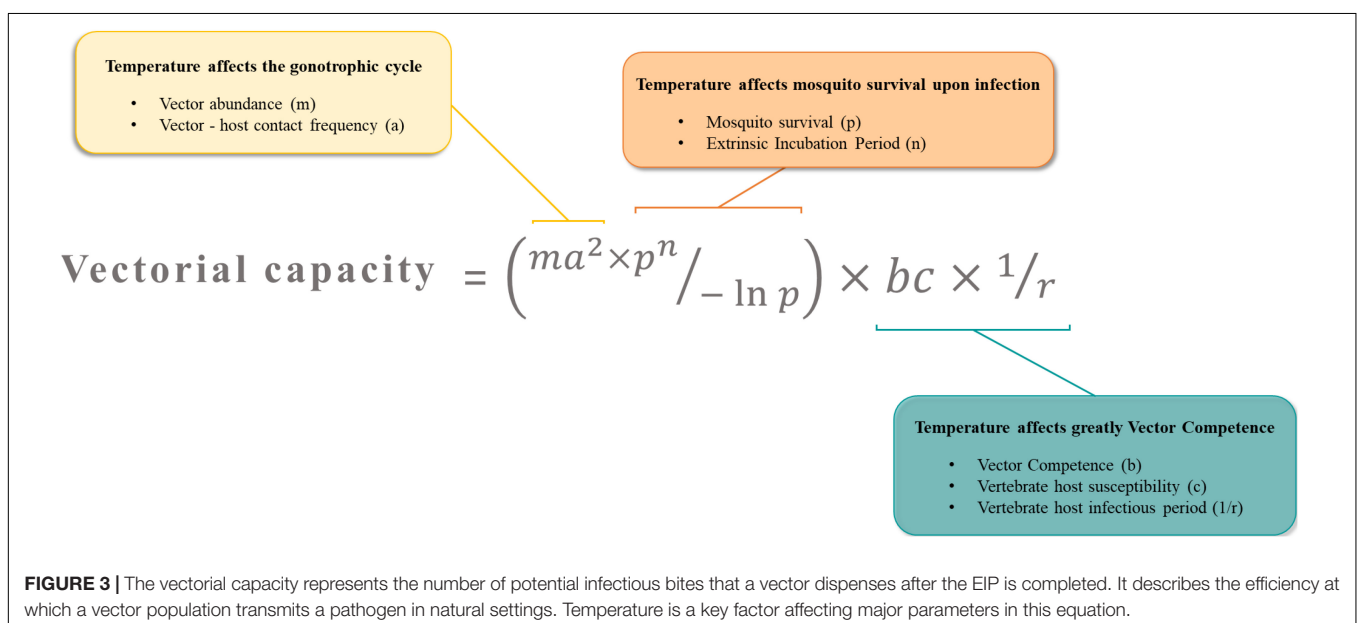 Temperature affects the gonotrophic cycle
• Vector abundance (m)
• Vector - host contact frequency (a)
Temperature affects mosquito survival upon infection
• Mosquito survival (p)
• Extrinsic Incubation Period (n)
Vectorial capacity = (ma² × pⁿ / − ln p) × bc × 1/r
Temperature affects greatly Vector Competence
• Vector Competence (b)
• Vertebrate host susceptibility (c)
• Vertebrate host infectious period (1/r)
FIGURE 3 | The vectorial capacity represents the number of potential infectious bites that a vector dispenses after the EIP is completed. It describes the efficiency at
which a vector population transmits a pathogen in natural settings. Temperature is a key factor affecting major parameters in this equation.